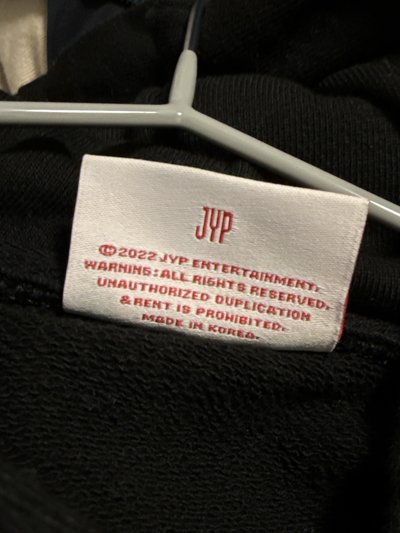 JYP
©2022 JYP ENTERTAINMENT.
WARNING:ALL RIGHTS RESERVED.
UNAUTHORIZED DUPLICATION
& RENT IS PROHIBITED.
MADE IN KOREA.